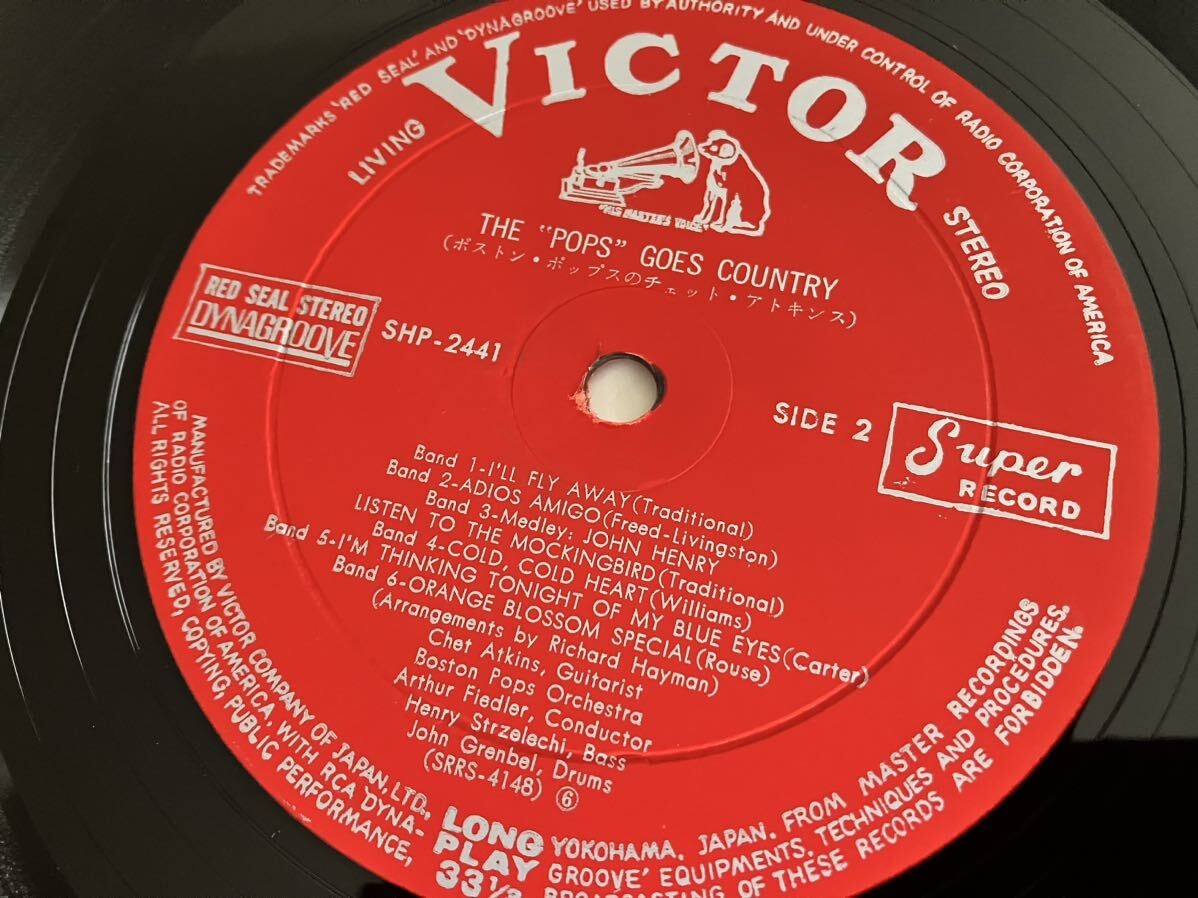 TRADEMARKS 'RED SEAL' AND 'DYNAGROOVE' USED BY AUTHORITY AND UNDER CONTROL OF RADIO CORPORATION OF AMERICA
LIVING VICTOR STEREO
"HIS MASTER'S VOICE"
THE "POPS" GOES COUNTRY
(ボストン・ポップスのチェット・アトキンス)
RED SEAL STEREO
DYNAGROOVE
SHP-2441
SIDE 2
Super
RECORD
Band 1-I'LL FLY AWAY(Traditional)
Band 2-ADIOS AMIGO(Freed-Livingston)
Band 3-Medley: JOHN HENRY
LISTEN TO THE MOCKINGBIRD(Traditional)
Band 4-COLD, COLD HEART(Williams)
Band 5-I'M THINKING TONIGHT OF MY BLUE EYES(Carter)
Band 6-ORANGE BLOSSOM SPECIAL(Rouse)
(Arrangements by Richard Hayman)
Chet Atkins, Guitarist
Boston Pops Orchestra
Arthur Fiedler, Conductor
Henry Strzelechi, Bass
John Grenbel, Drums
(SRRS-4148) ⑥
LONG
PLAY
33 1/3
MANUFACTURED BY VICTOR COMPANY OF JAPAN, LTD., YOKOHAMA, JAPAN. FROM MASTER RECORDINGS
OF RADIO CORPORATION OF AMERICA, WITH RCA 'DYNA-GROOVE' EQUIPMENTS, TECHNIQUES AND PROCEDURES.
ALL RIGHTS RESERVED, COPYING, PUBLIC PERFORMANCE, BROADCASTING OF THESE RECORDS ARE FORBIDDEN.